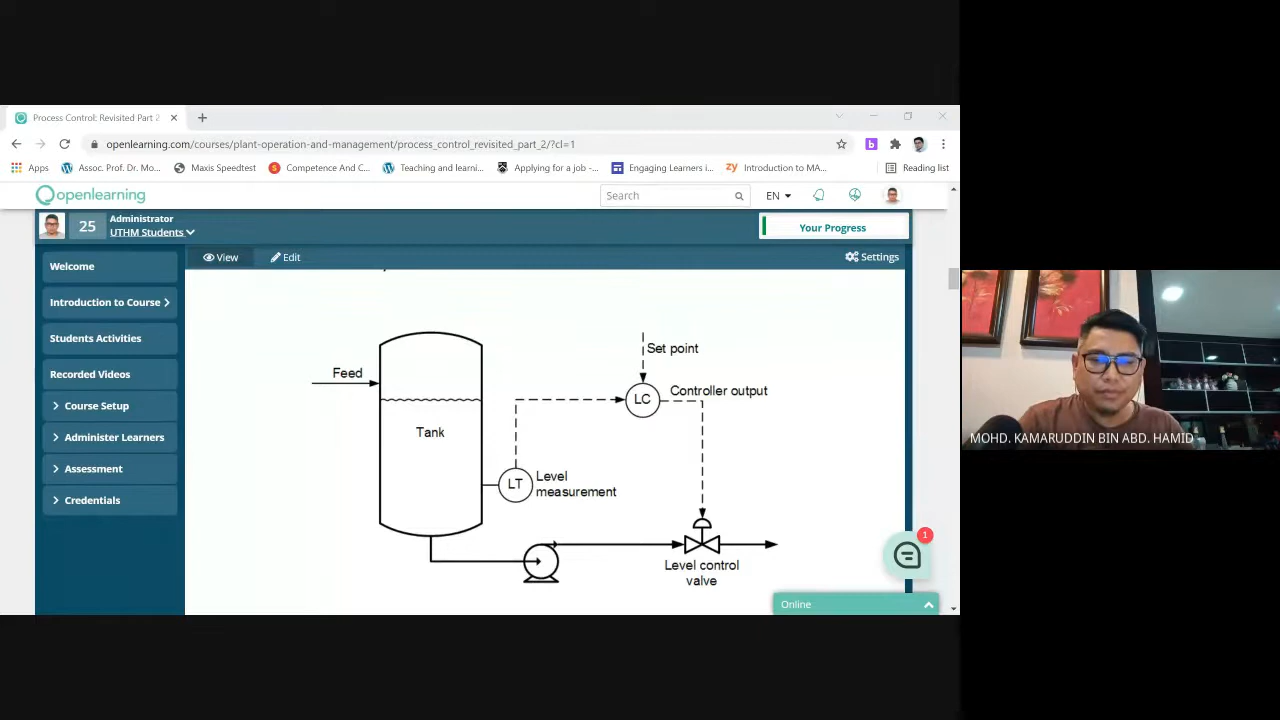 Process Control: Revisited Part 2
openlearning.com/courses/plant-operation-and-management/process_control_revisited_part_2/?cl=1
Apps
Assoc. Prof. Dr. Mo...
Maxis Speedtest
Competence And C...
Teaching and learni...
Applying for a job -...
Engaging Learners i...
Introduction to MA...
Reading list
openlearning
Search
EN
25
Administrator
UTHM Students
Your Progress
View
Edit
Settings
Welcome
Introduction to Course
Students Activities
Recorded Videos
Course Setup
Administer Learners
Assessment
Credentials
Set point
Feed
LC
Controller output
Tank
LT
Level
measurement
Level control
valve
1
Online
MOHD. KAMARUDDIN BIN ABD. HAMID